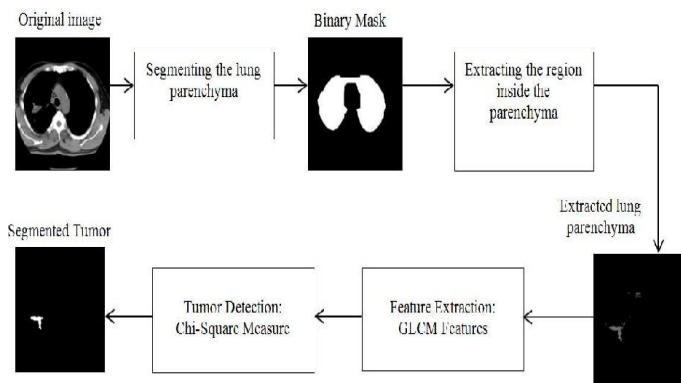 Original image
Segmenting the lung
parenchyma
Binary Mask
Extracting the region
inside the
parenchyma
Extracted lung
parenchyma
Feature Extraction:
GLCM Features
Tumor Detection:
Chi-Square Measure
Segmented Tumor